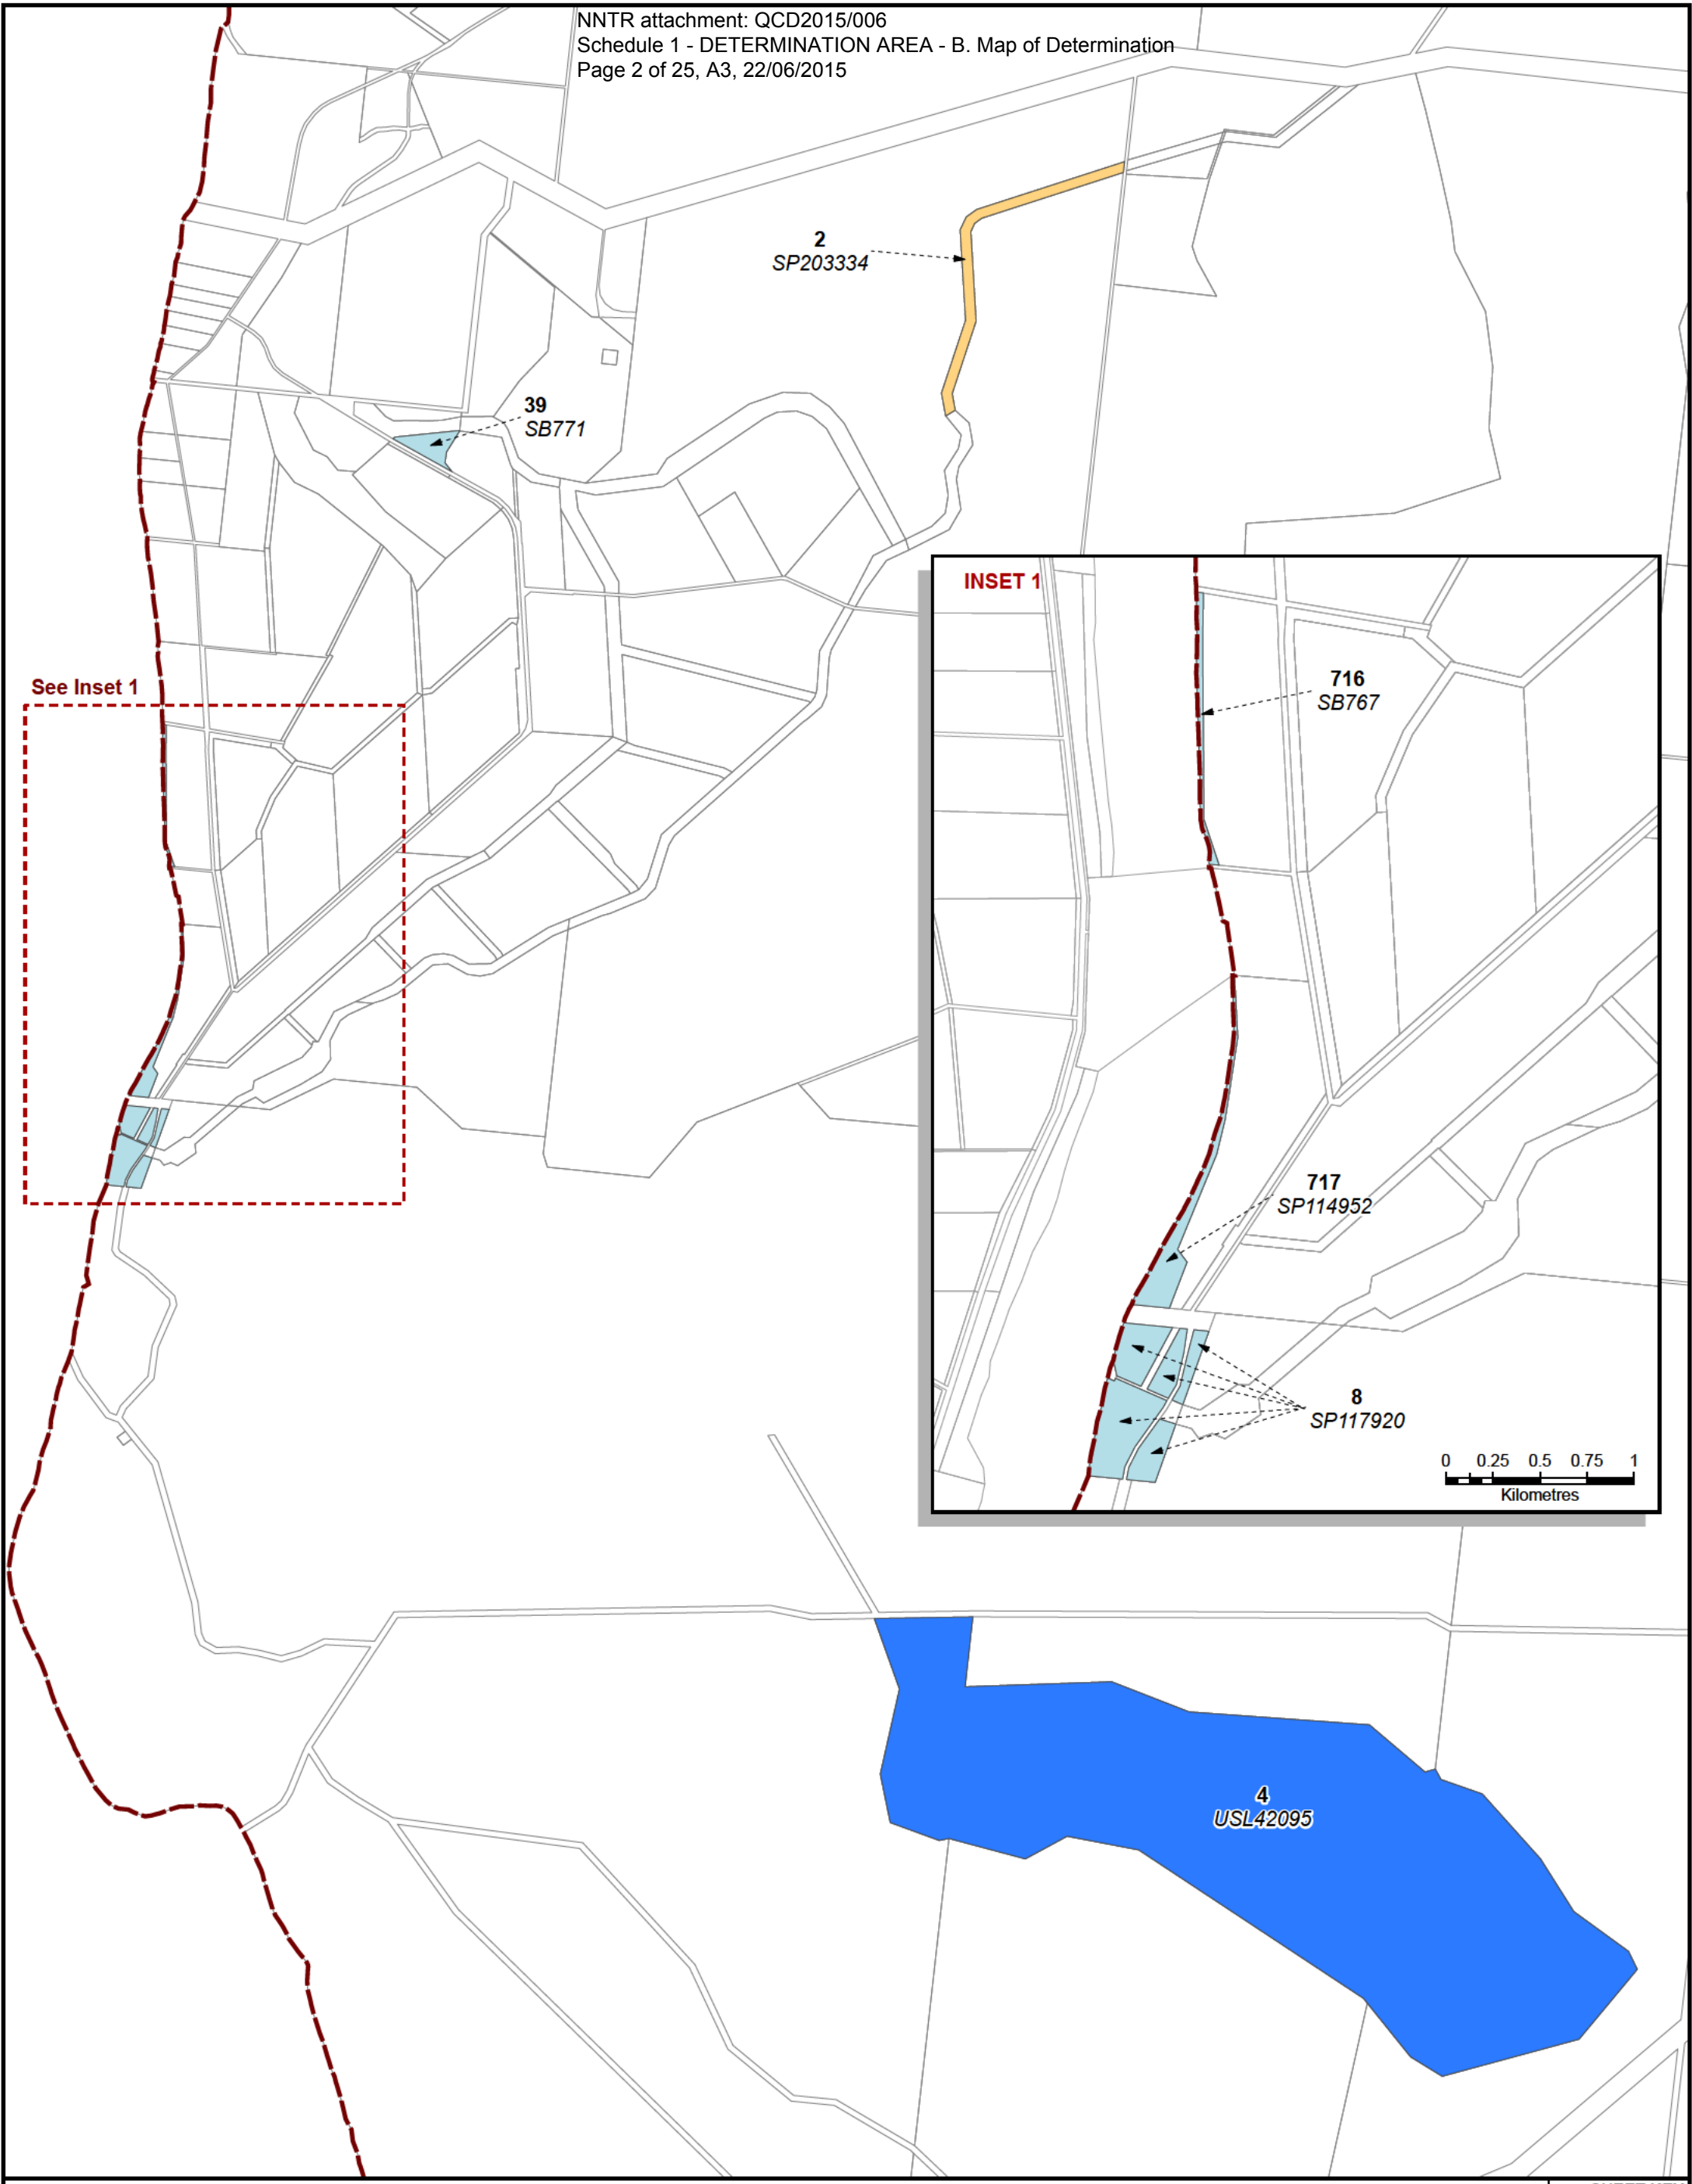 NNTR attachment: QCD2015/006
Schedule 1 - DETERMINATION AREA - B. Map of Determination
Page 2 of 25, A3, 22/06/2015
2
SP203334
39
SB771
See Inset 1
INSET 1
716
SB767
717
SP114952
8
SP117920
0 0.25 0.5 0.75 1
Kilometres
4
USL42095